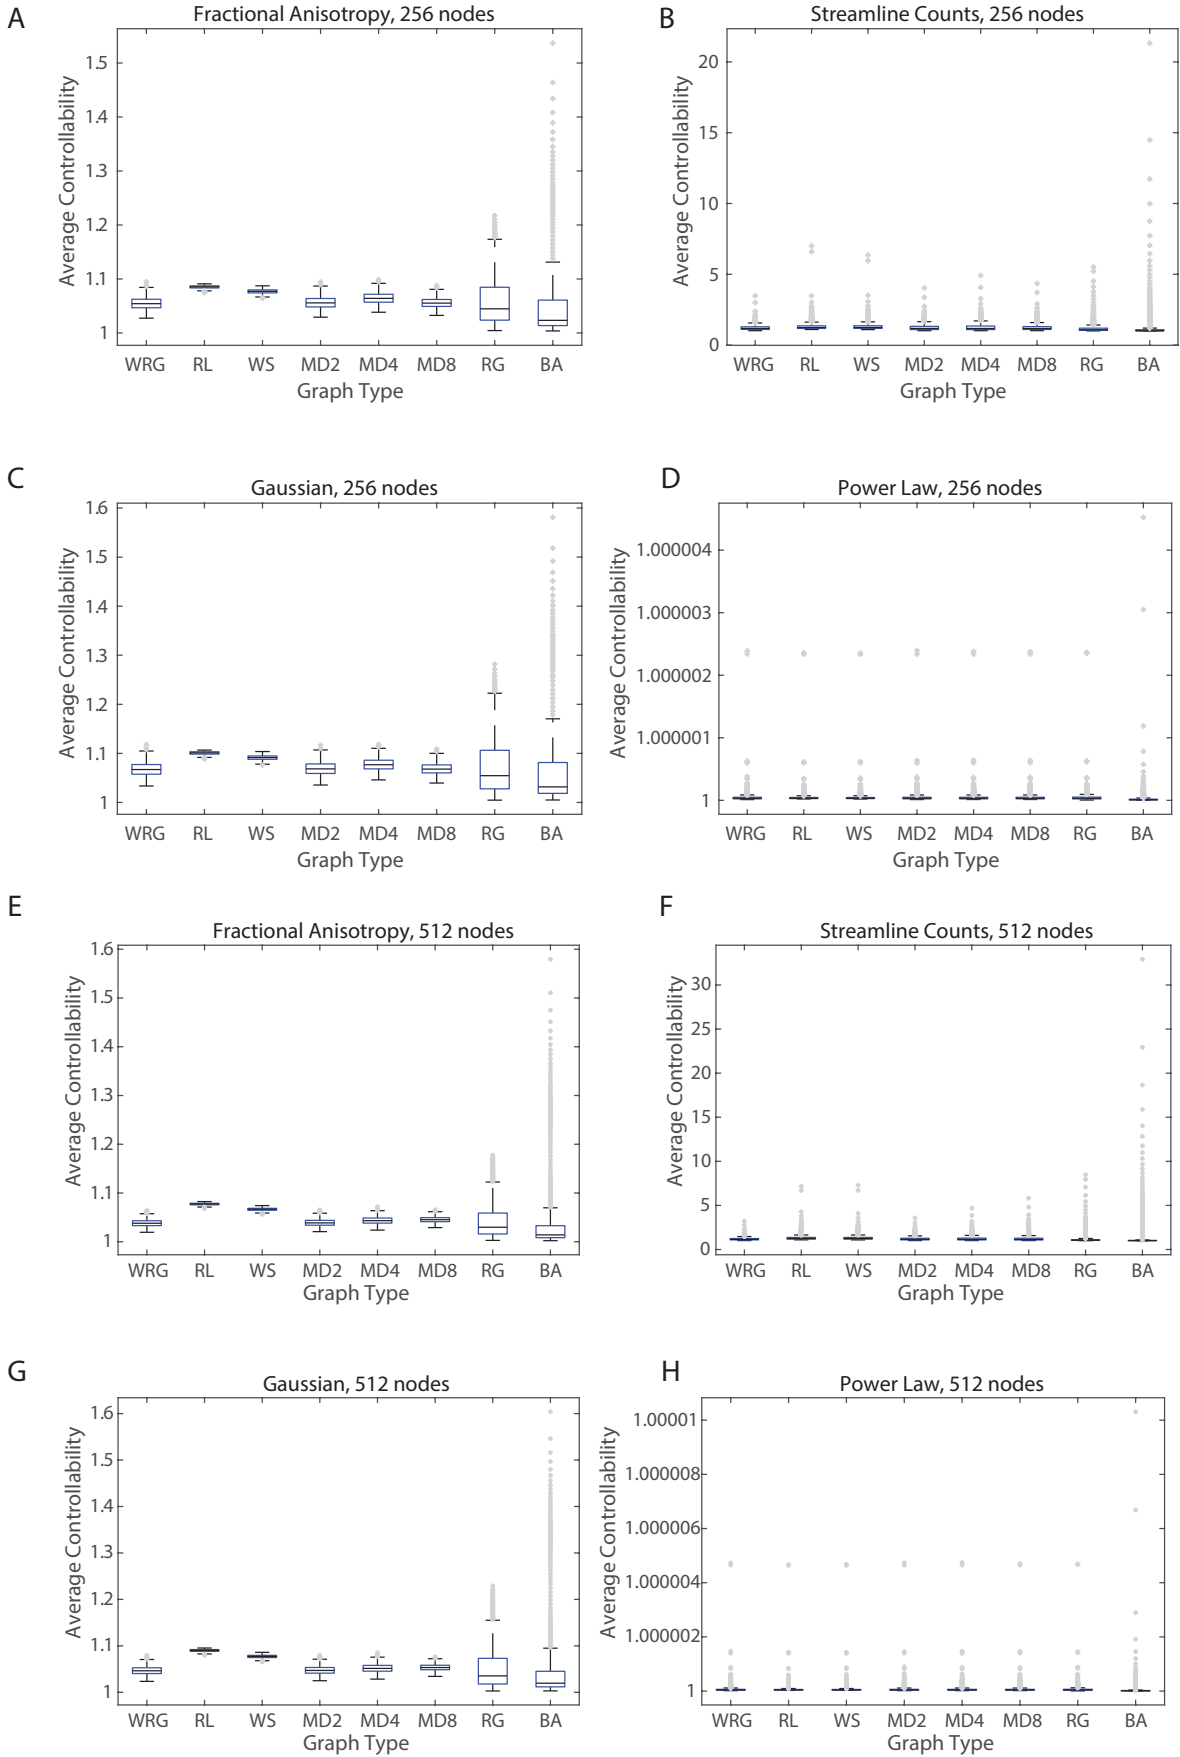 A
Fractional Anisotropy, 256 nodes
Average Controllability
1.5
1.4
1.3
1.2
1.1
1
WRG RL WS MD2 MD4 MD8 RG BA
Graph Type
B
Streamline Counts, 256 nodes
Average Controllability
20
15
10
5
0
WRG RL WS MD2 MD4 MD8 RG BA
Graph Type
C
Gaussian, 256 nodes
Average Controllability
1.6
1.5
1.4
1.3
1.2
1.1
1
WRG RL WS MD2 MD4 MD8 RG BA
Graph Type
D
Power Law, 256 nodes
Average Controllability
1.000004
1.000003
1.000002
1.000001
1
WRG RL WS MD2 MD4 MD8 RG BA
Graph Type
E
Fractional Anisotropy, 512 nodes
Average Controllability
1.6
1.5
1.4
1.3
1.2
1.1
1
WRG RL WS MD2 MD4 MD8 RG BA
Graph Type
F
Streamline Counts, 512 nodes
Average Controllability
30
25
20
15
10
5
0
WRG RL WS MD2 MD4 MD8 RG BA
Graph Type
G
Gaussian, 512 nodes
Average Controllability
1.6
1.5
1.4
1.3
1.2
1.1
1
WRG RL WS MD2 MD4 MD8 RG BA
Graph Type
H
Power Law, 512 nodes
Average Controllability
1.00001
1.000008
1.000006
1.000004
1.000002
1
WRG RL WS MD2 MD4 MD8 RG BA
Graph Type